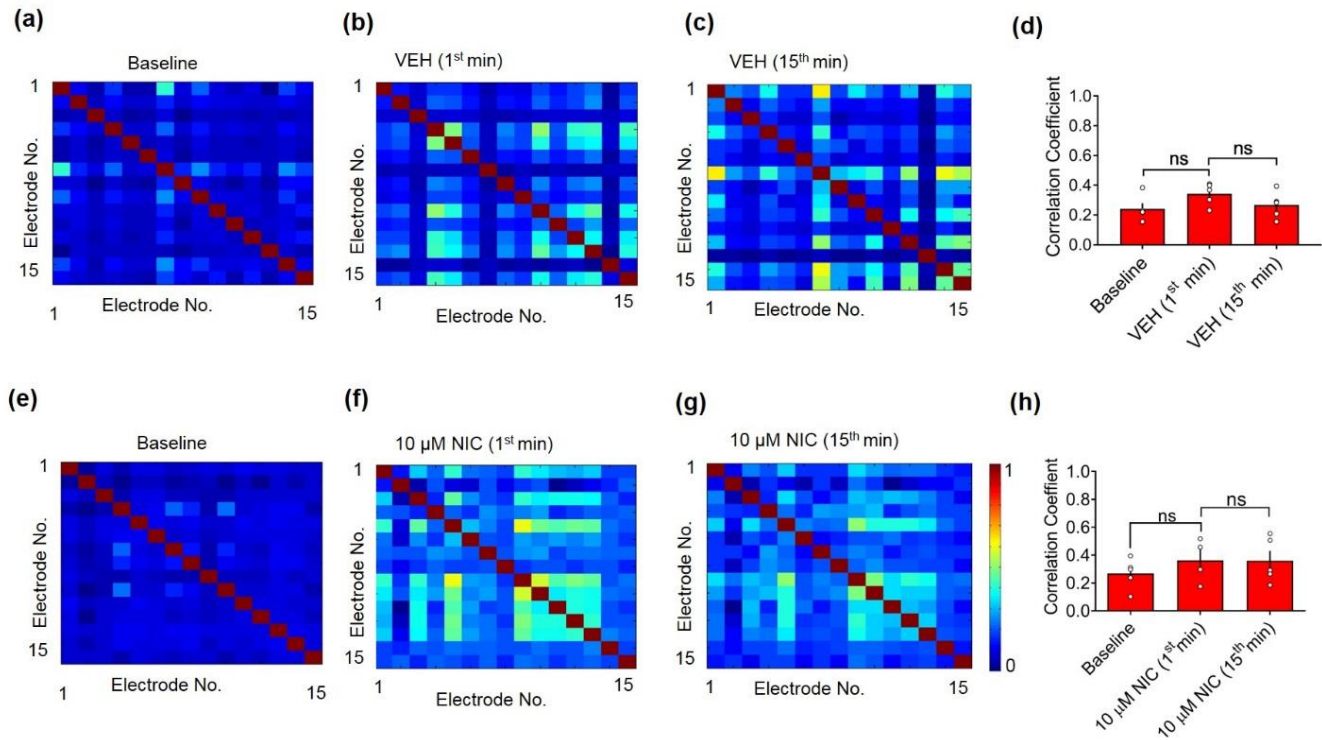 (a)
Baseline
1
Electrode No.
15
1
Electrode No.
15
(b)
VEH (1st min)
1
Electrode No.
15
1
Electrode No.
15
(c)
VEH (15th min)
1
Electrode No.
15
1
Electrode No.
15
(d)
Correlation Coefficient
1.0
0.8
0.6
0.4
0.2
0.0
ns
ns
Baseline
VEH (1st min)
VEH (15th min)
(e)
Baseline
1
Electrode No.
15
1
Electrode No.
15
(f)
10 µM NIC (1st min)
1
Electrode No.
15
1
Electrode No.
15
(g)
10 µM NIC (15th min)
1
Electrode No.
15
1
Electrode No.
15
1
0
(h)
Correlation Coeffient
1.0
0.8
0.6
0.4
0.2
0.0
ns
ns
Baseline
10 µM NIC (1st min)
10 µM NIC (15th min)